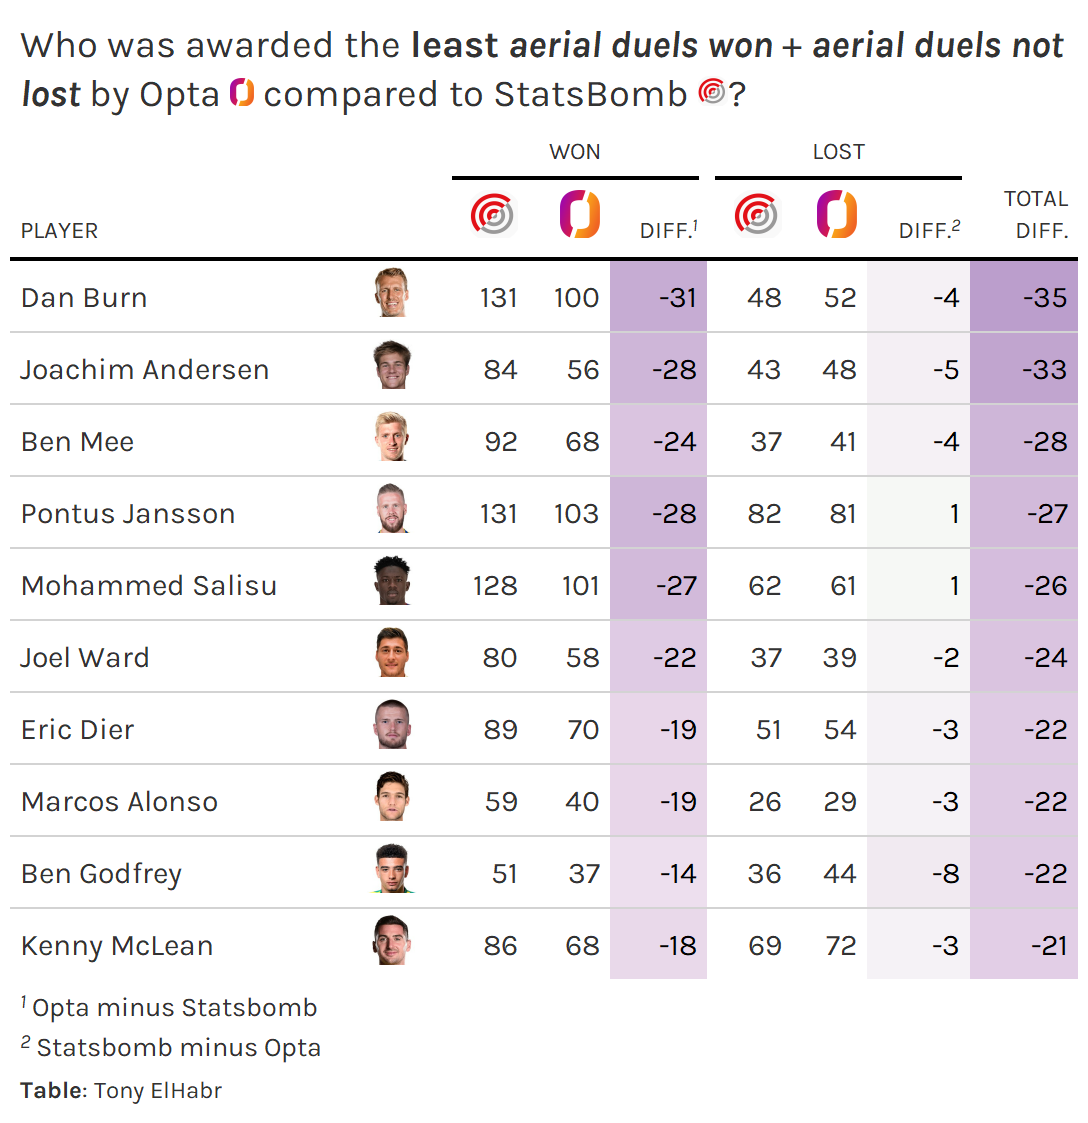 Who was awarded the least aerial duels won + aerial duels not
lost by Opta compared to StatsBomb ?
WON LOST
PLAYER DIFF.1 DIFF.2 TOTAL DIFF.
Dan Burn 131 100 -31 48 52 -4 -35
Joachim Andersen 84 56 -28 43 48 -5 -33
Ben Mee 92 68 -24 37 41 -4 -28
Pontus Jansson 131 103 -28 82 81 1 -27
Mohammed Salisu 128 101 -27 62 61 1 -26
Joel Ward 80 58 -22 37 39 -2 -24
Eric Dier 89 70 -19 51 54 -3 -22
Marcos Alonso 59 40 -19 26 29 -3 -22
Ben Godfrey 51 37 -14 36 44 -8 -22
Kenny McLean 86 68 -18 69 72 -3 -21
1 Opta minus Statsbomb
2 Statsbomb minus Opta
Table: Tony ElHabr